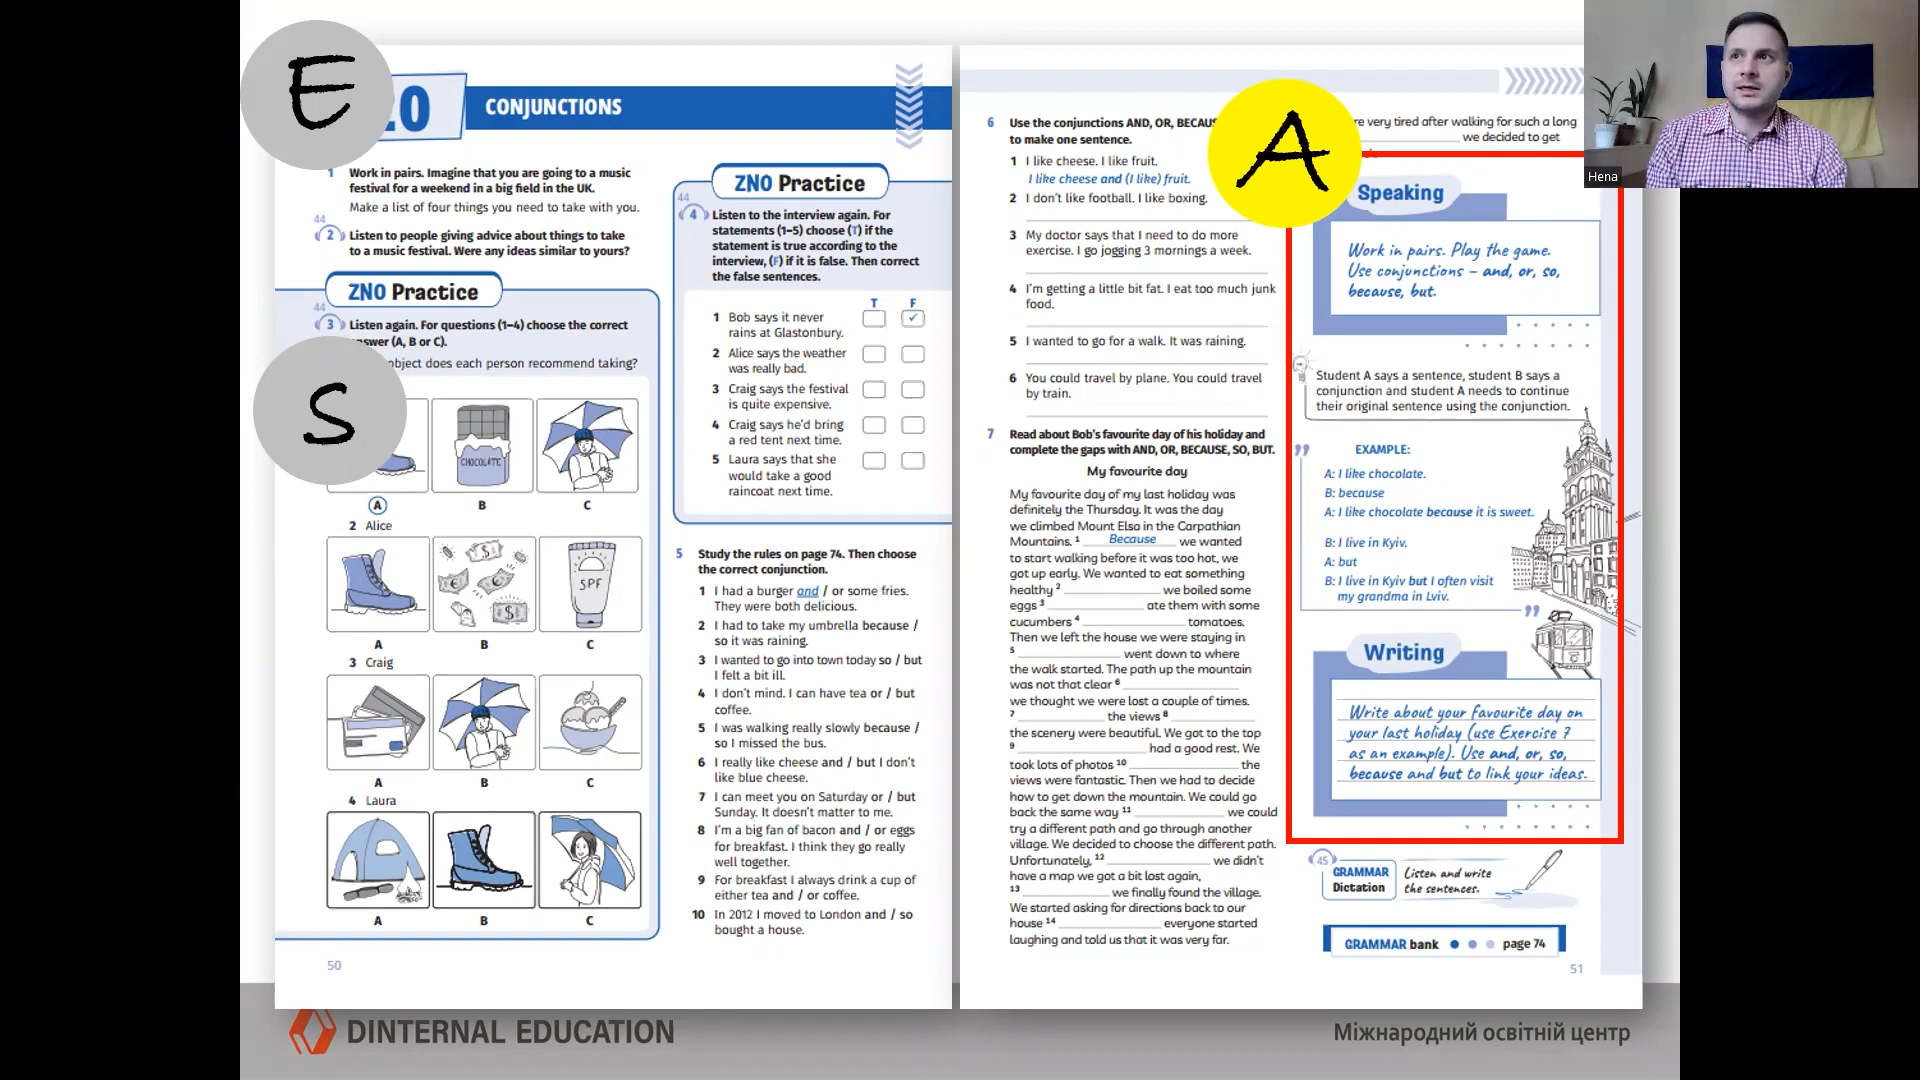 E
20
CONJUNCTIONS
1 Work in pairs. Imagine that you are going to a music
festival for a weekend in a big field in the UK.
Make a list of four things you need to take with you.
44
2 Listen to people giving advice about things to take
to a music festival. Were any ideas similar to yours?
ZNO Practice
44
3 Listen again. For questions (1–4) choose the correct
answer (A, B or C).
object does each person recommend taking?
S
CHOCOLATE
A B C
2 Alice
SPF
A B C
3 Craig
A B C
4 Laura
A B C
50
ZNO Practice
44
4 Listen to the interview again. For
statements (1–5) choose (T) if the
statement is true according to the
interview, (F) if it is false. Then correct
the false sentences.
T F
1 Bob says it never
rains at Glastonbury.
2 Alice says the weather
was really bad.
3 Craig says the festival
is quite expensive.
4 Craig says he'd bring
a red tent next time.
5 Laura says that she
would take a good
raincoat next time.
5 Study the rules on page 74. Then choose
the correct conjunction.
1 I had a burger and / or some fries.
They were both delicious.
2 I had to take my umbrella because /
so it was raining.
3 I wanted to go into town today so / but
I felt a bit ill.
4 I don't mind. I can have tea or / but
coffee.
5 I was walking really slowly because /
so I missed the bus.
6 I really like cheese and / but I don't
like blue cheese.
7 I can meet you on Saturday or / but
Sunday. It doesn't matter to me.
8 I'm a big fan of bacon and / or eggs
for breakfast. I think they go really
well together.
9 For breakfast I always drink a cup of
either tea and / or coffee.
10 In 2012 I moved to London and / so
bought a house.
6 Use the conjunctions AND, OR, BECAUS
to make one sentence.
1 I like cheese. I like fruit.
I like cheese and (I like) fruit.
2 I don't like football. I like boxing.
3 My doctor says that I need to do more
exercise. I go jogging 3 mornings a week.
4 I'm getting a little bit fat. I eat too much junk
food.
5 I wanted to go for a walk. It was raining.
6 You could travel by plane. You could travel
by train.
7 Read about Bob's favourite day of his holiday and
complete the gaps with AND, OR, BECAUSE, SO, BUT.
My favourite day
My favourite day of my last holiday was
definitely the Thursday. It was the day
we climbed Mount Elsa in the Carpathian
Mountains. 1 Because we wanted
to start walking before it was too hot, we
got up early. We wanted to eat something
healthy 2 ____ we boiled some
eggs 3 ____ ate them with some
cucumbers 4 ____ tomatoes.
Then we left the house we were staying in
5 ____ went down to where
the walk started. The path up the mountain
was not that clear 6 ____
we thought we were lost a couple of times.
7 ____ the views 8 ____
the scenery were beautiful. We got to the top
9 ____ had a good rest. We
took lots of photos 10 ____ the
views were fantastic. Then we had to decide
how to get down the mountain. We could go
back the same way 11 ____ we could
try a different path and go through another
village. We decided to choose the different path.
Unfortunately, 12 ____ we didn't
have a map we got a bit lost again,
13 ____ we finally found the village.
We started asking for directions back to our
house 14 ____ everyone started
laughing and told us that it was very far.
A
re very tired after walking for such a long
____ we decided to get
Speaking
Work in pairs. Play the game.
Use conjunctions – and, or, so,
because, but.
Student A says a sentence, student B says a
conjunction and student A needs to continue
their original sentence using the conjunction.
EXAMPLE:
A: I like chocolate.
B: because
A: I like chocolate because it is sweet.
B: I live in Kyiv.
A: but
B: I live in Kyiv but I often visit
my grandma in Lviv.
Writing
Write about your favourite day on
your last holiday (use Exercise 7
as an example). Use and, or, so,
because and but to link your ideas.
45
GRAMMAR
Dictation
Listen and write
the sentences.
GRAMMAR bank page 74
51
Hena
DINTERNAL EDUCATION
Міжнародний освітній центр